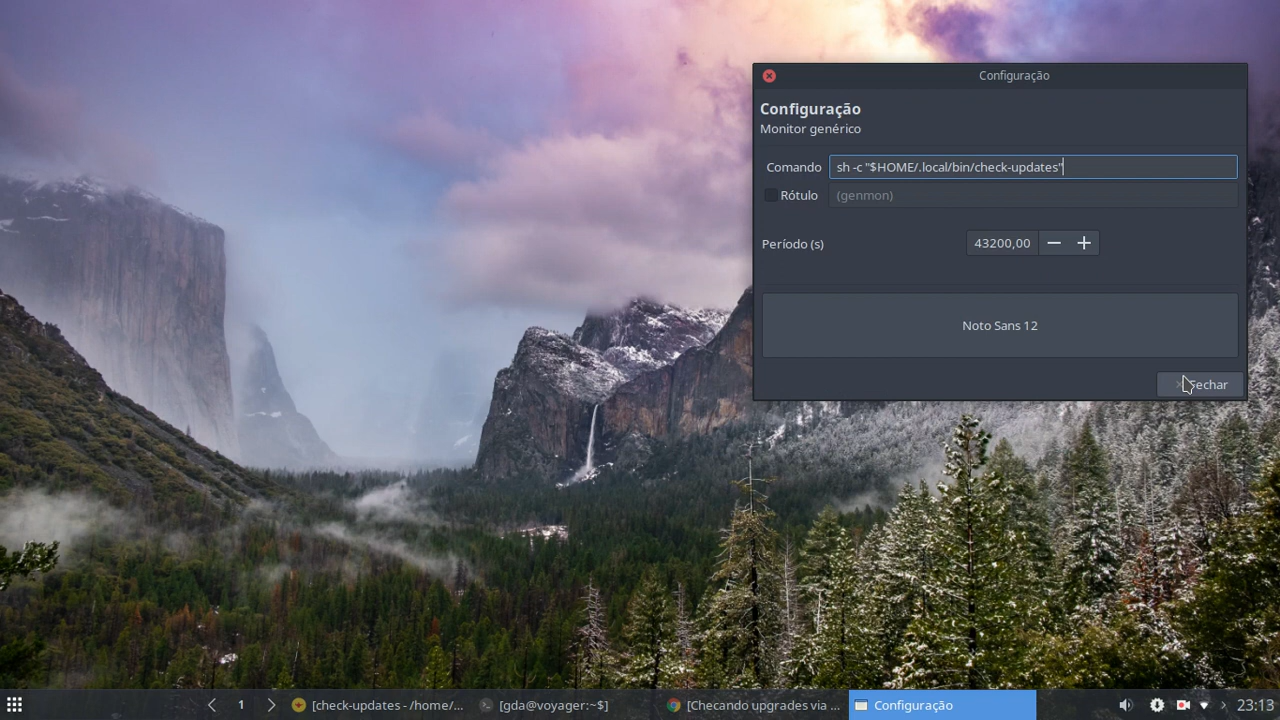 Configuração
Configuração
Monitor genérico
Comando sh -c "$HOME/.local/bin/check-updates"
Rótulo (genmon)
Período (s) 43200,00
Noto Sans 12
Fechar
1 [check-updates - /home/... [gda@voyager:~$] [Checando upgrades via ... Configuração 23:13